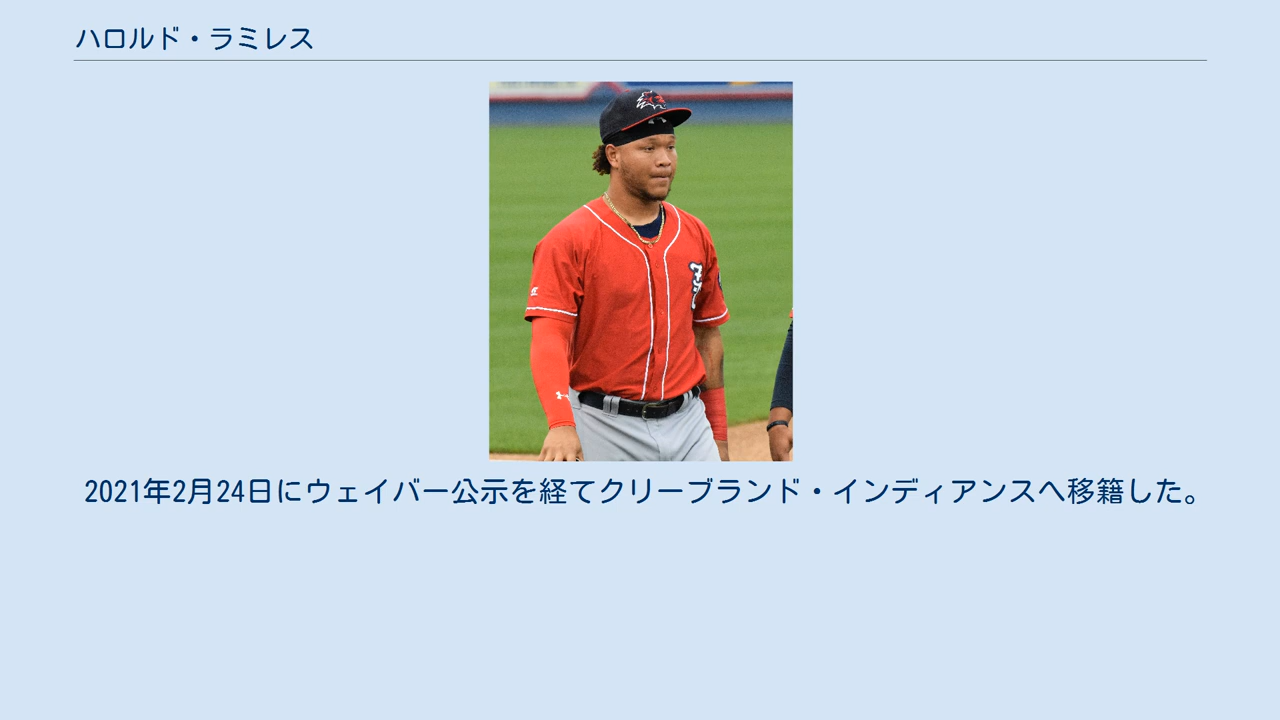 ハロルド・ラミレス
2021年2月24日にウェイバー公示を経てクリーブランド・インディアンスへ移籍した。